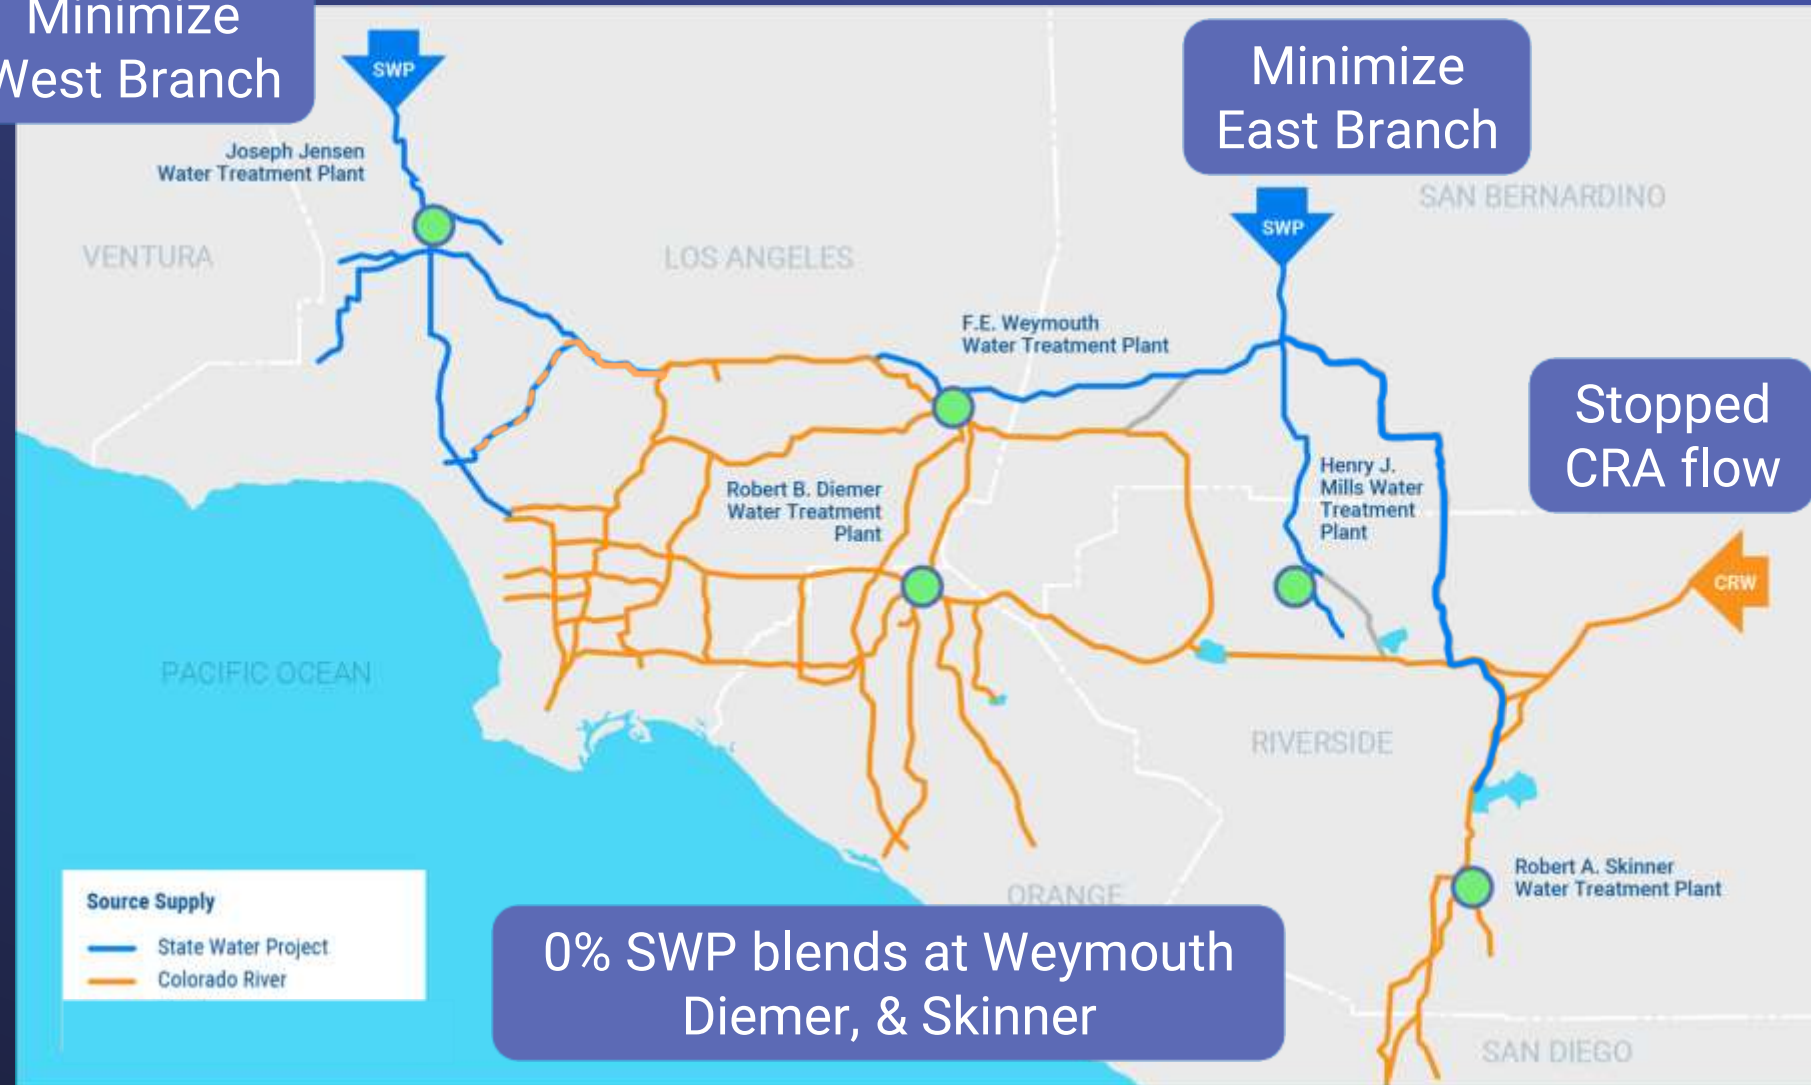 Minimize
West Branch
SWP
Minimize
East Branch
Joseph Jensen
Water Treatment Plant
SAN BERNARDINO
SWP
VENTURA
LOS ANGELES
F.E. Weymouth
Water Treatment Plant
Stopped
CRA flow
Henry J.
Mills Water
Treatment
Plant
Robert B. Diemer
Water Treatment
Plant
CRW
PACIFIC OCEAN
RIVERSIDE
Robert A. Skinner
Water Treatment Plant
ORANGE
Source Supply
State Water Project
Colorado River
0% SWP blends at Weymouth
Diemer, & Skinner
SAN DIEGO